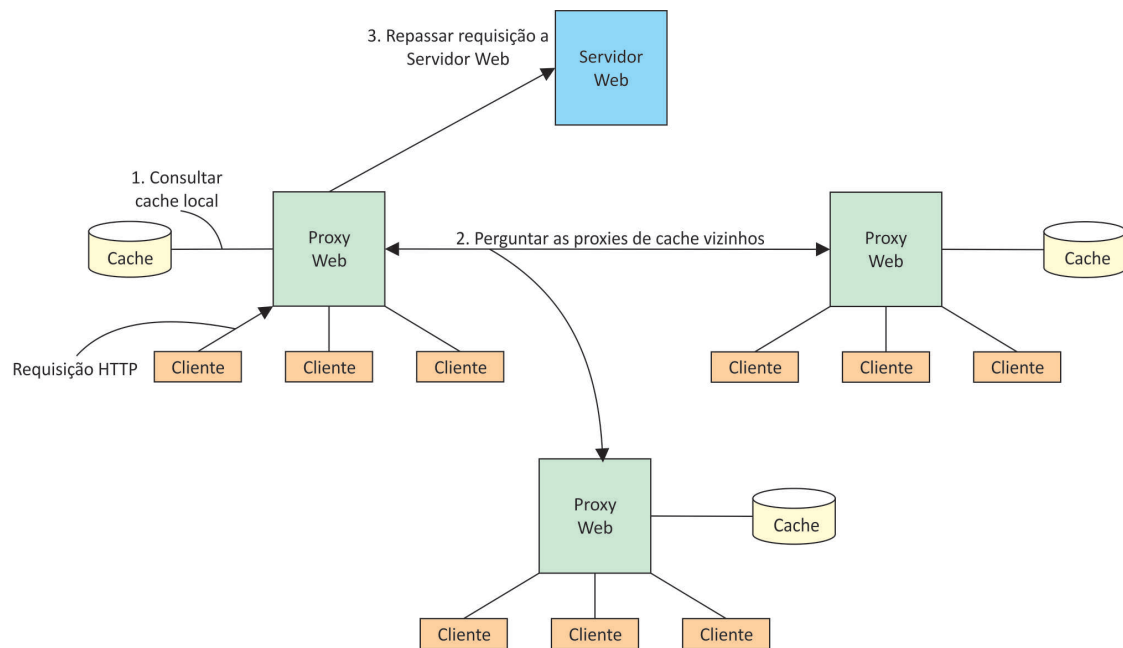 3. Repassar requisição a
Servidor Web
Servidor
Web
1. Consultar
cache local
Cache
Proxy
Web
2. Perguntar as proxies de cache vizinhos
Proxy
Web
Cache
Requisição HTTP
Cliente
Cliente
Cliente
Cliente
Cliente
Cliente
Proxy
Web
Cache
Cliente
Cliente
Cliente